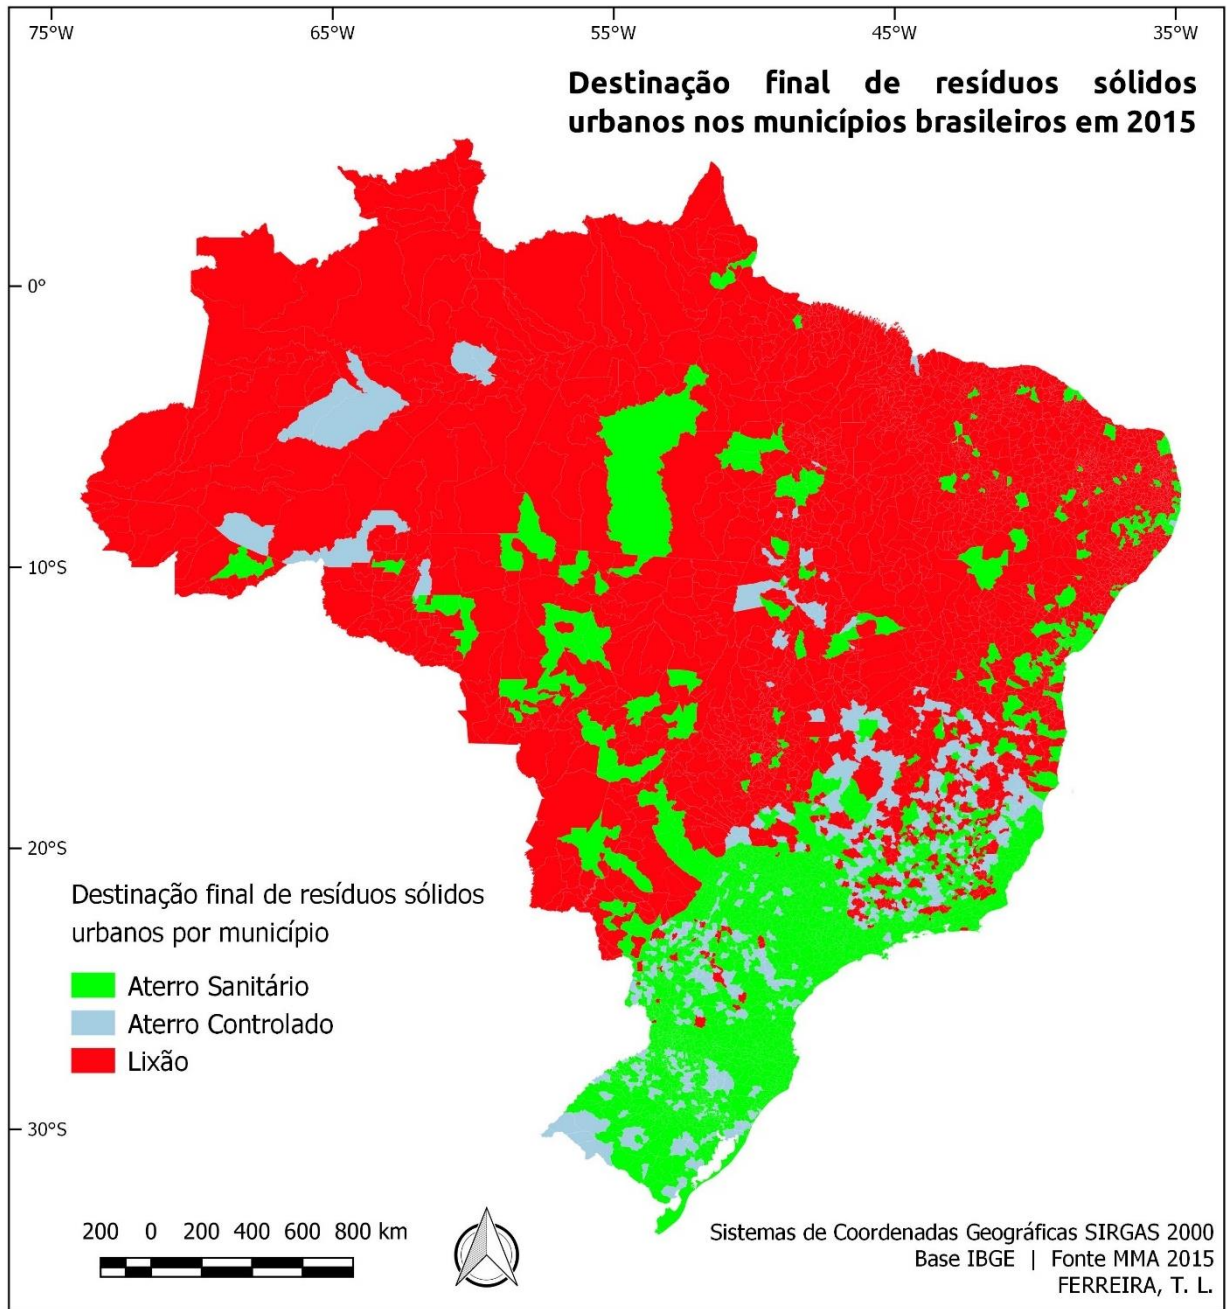 75°W 65°W 55°W 45°W 35°W
Destinação final de resíduos sólidos
urbanos nos municípios brasileiros em 2015
0°
10°S
20°S
Destinação final de resíduos sólidos
urbanos por município
Aterro Sanitário
Aterro Controlado
Lixão
30°S
200 0 200 400 600 800 km
Sistemas de Coordenadas Geográficas SIRGAS 2000
Base IBGE | Fonte MMA 2015
FERREIRA, T. L.